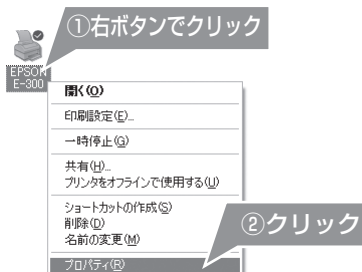 ①右ボタンでクリック
EPSON
E-300
開く(O)
印刷設定(E)...
一時停止(G)
共有(H)...
プリンタをオフラインで使用する(U)
ショートカットの作成(S)
削除(D)
名前の変更(M)
②クリック
プロパティ(R)